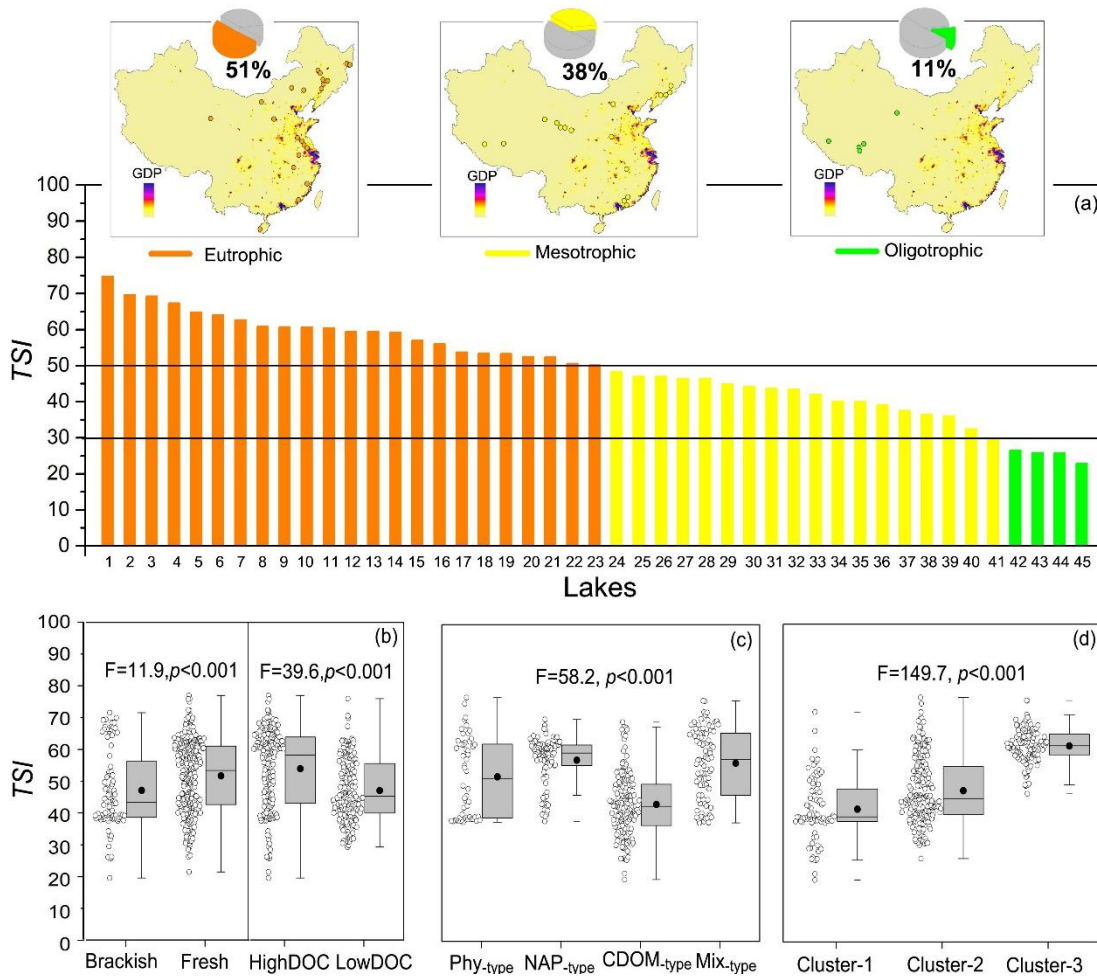 51%
38%
11%
GDP
GDP
GDP
(a)
Eutrophic
Mesotrophic
Oligotrophic
100
90
80
70
60
50
40
30
20
10
0
TSI
1 2 3 4 5 6 7 8 9 10 11 12 13 14 15 16 17 18 19 20 21 22 23 24 25 26 27 28 29 30 31 32 33 34 35 36 37 38 39 40 41 42 43 44 45
Lakes
(b)
F=11.9,p<0.001
F=39.6,p<0.001
100
90
80
70
60
50
40
30
20
10
0
TSI
Brackish Fresh HighDOC LowDOC
(c)
F=58.2, p<0.001
Phy-type NAP-type CDOM-type Mix-type
(d)
F=149.7, p<0.001
Cluster-1 Cluster-2 Cluster-3